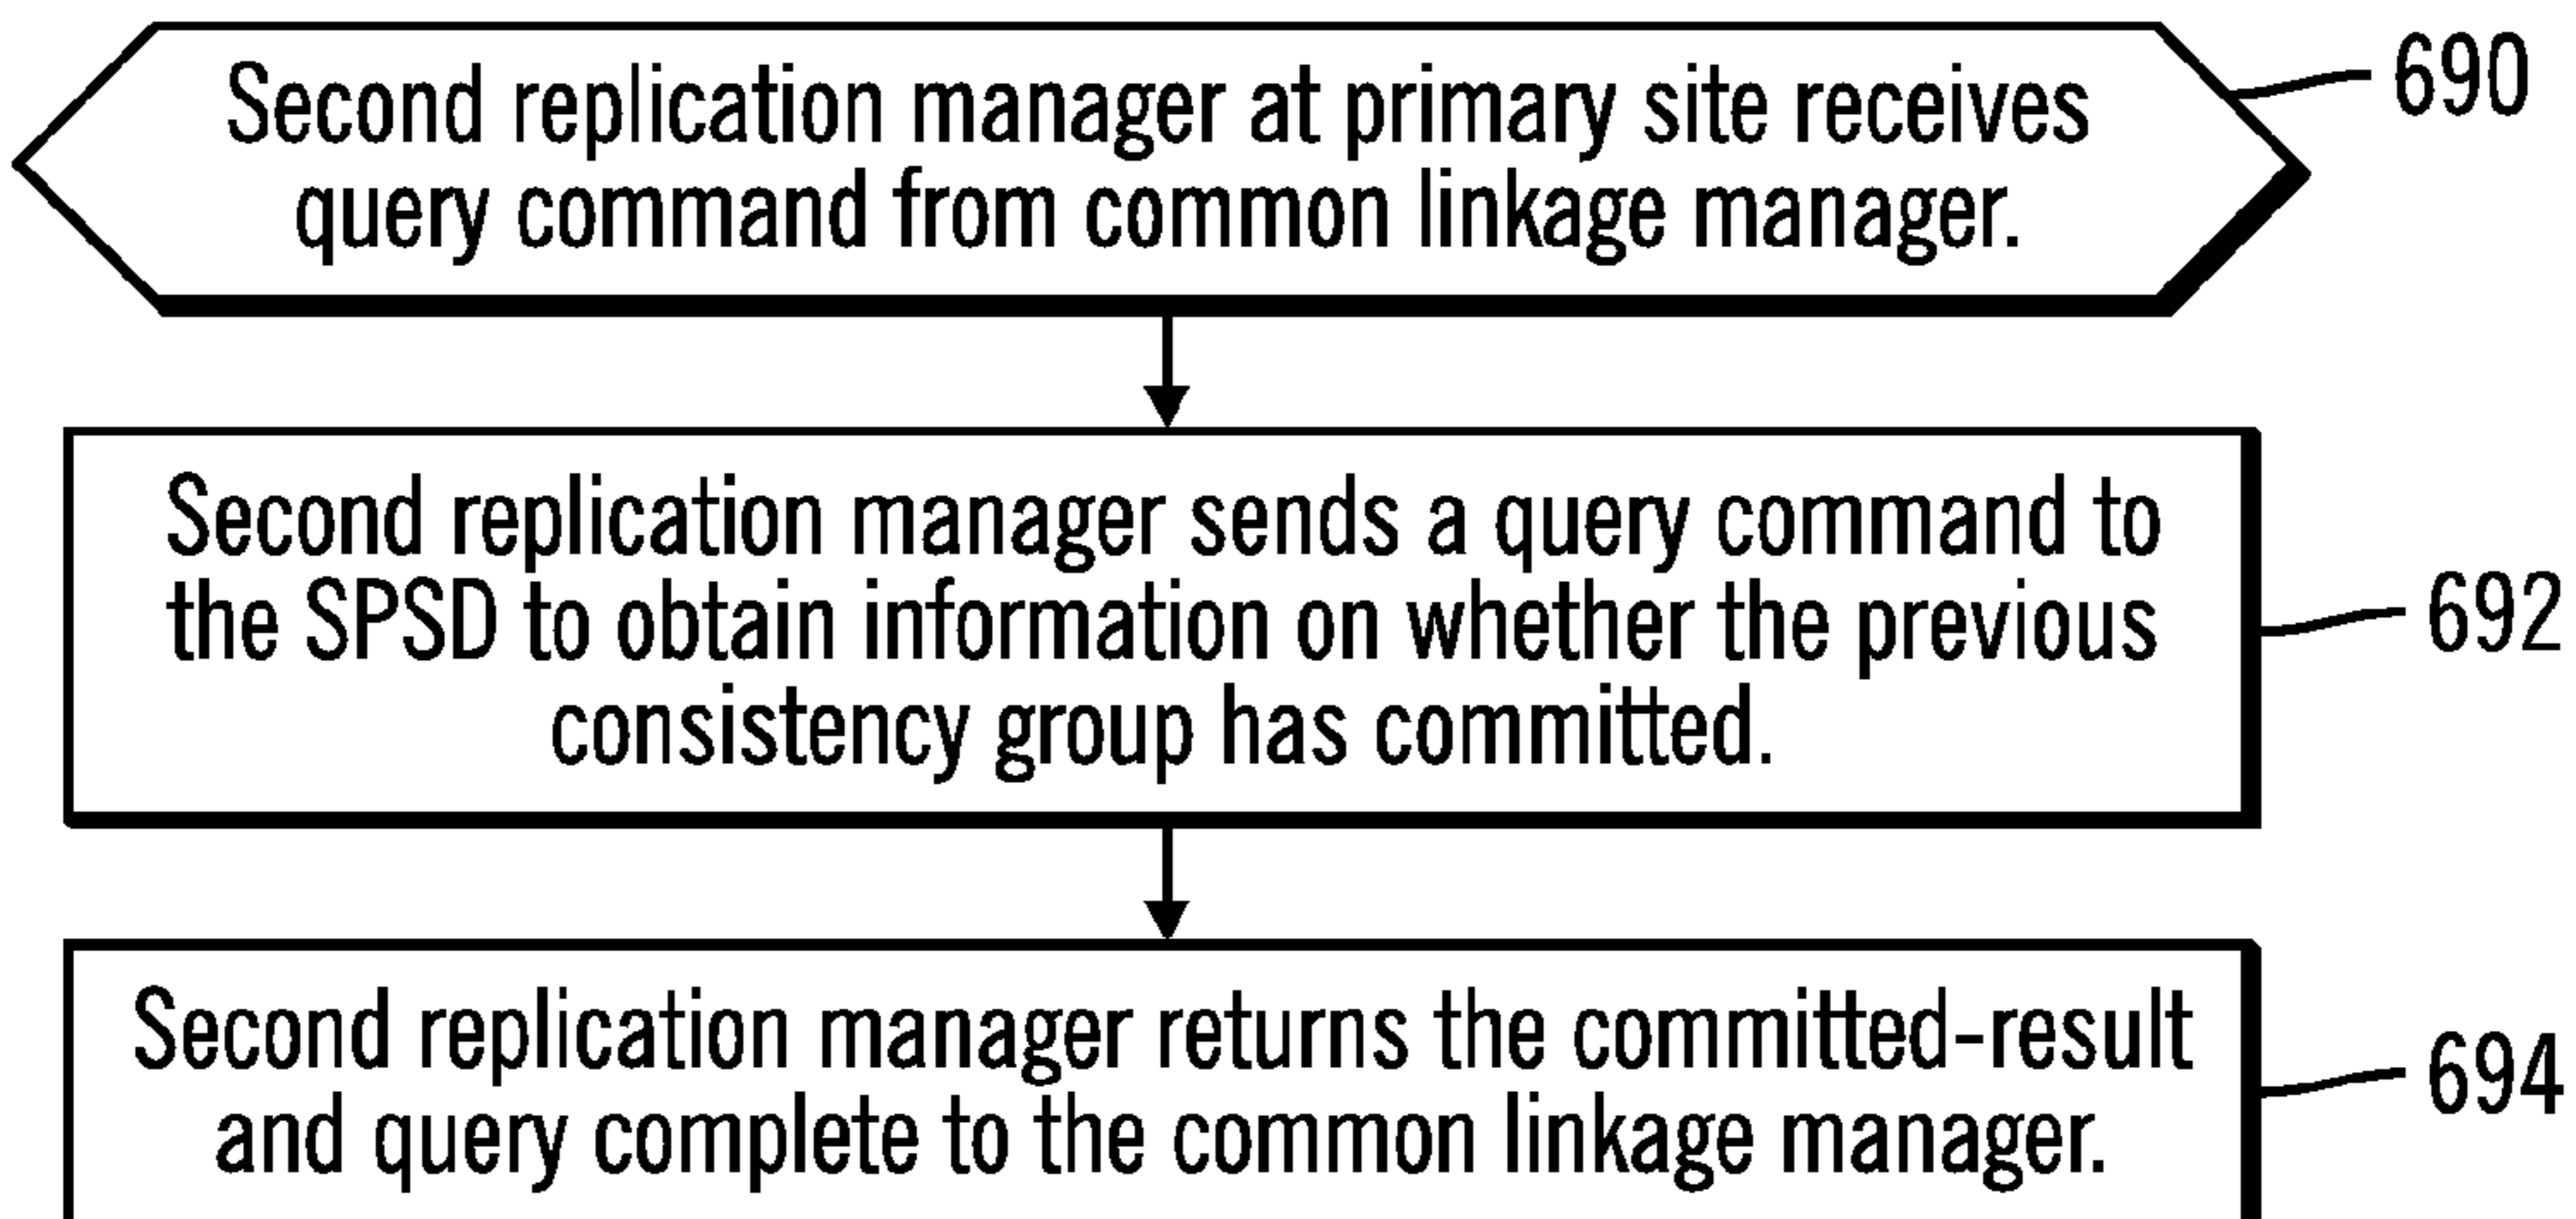 Second replication manager at primary site receives
query command from common linkage manager.
690
Second replication manager sends a query command to
the SPSD to obtain information on whether the previous
consistency group has committed.
692
Second replication manager returns the committed-result
and query complete to the common linkage manager.
694